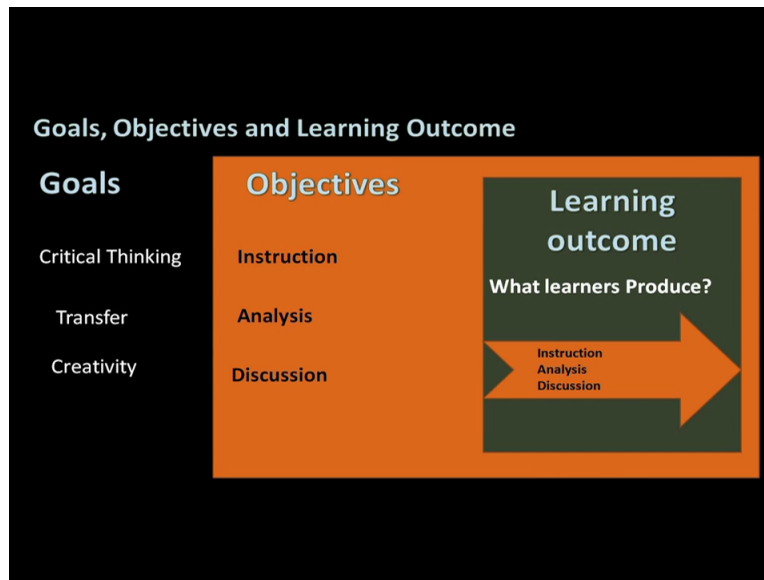 Goals, Objectives and Learning Outcome
Goals
Critical Thinking
Transfer
Creativity
Objectives
Instruction
Analysis
Discussion
Learning
outcome
What learners Produce?
Instruction
Analysis
Discussion